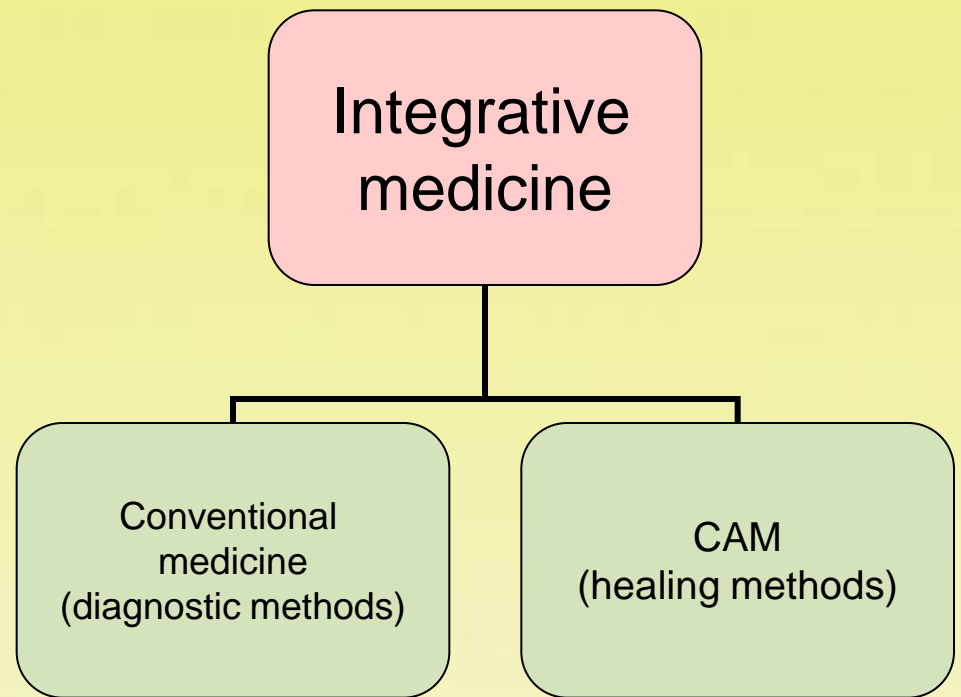 Integrative
medicine
Conventional
medicine
(diagnostic methods)
CAM
(healing methods)